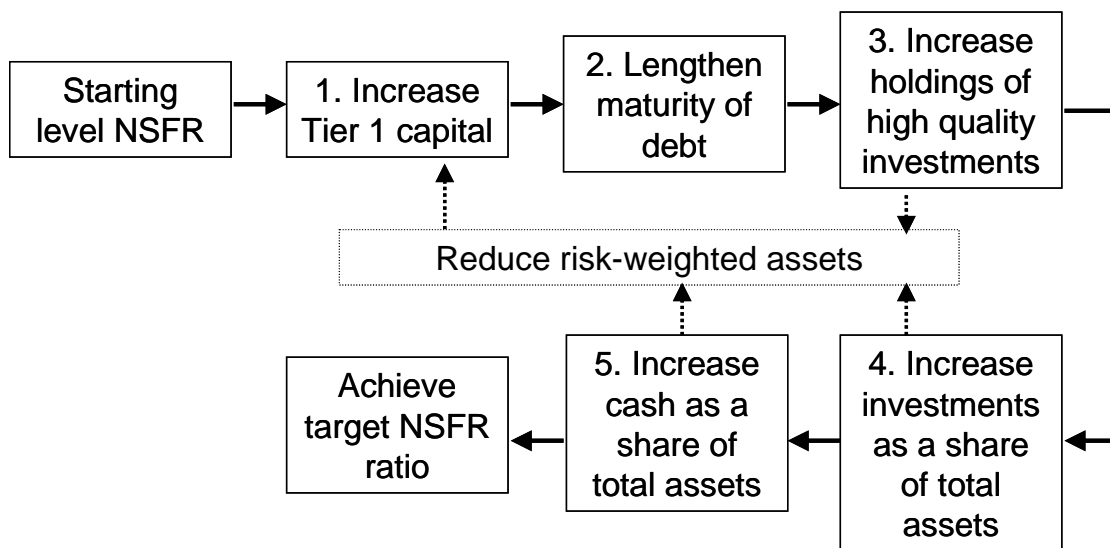 Starting
level NSFR
1. Increase
Tier 1 capital
2. Lengthen
maturity of
debt
3. Increase
holdings of
high quality
investments
Reduce risk-weighted assets
Achieve
target NSFR
ratio
5. Increase
cash as a
share of
total assets
4. Increase
investments
as a share
of total
assets